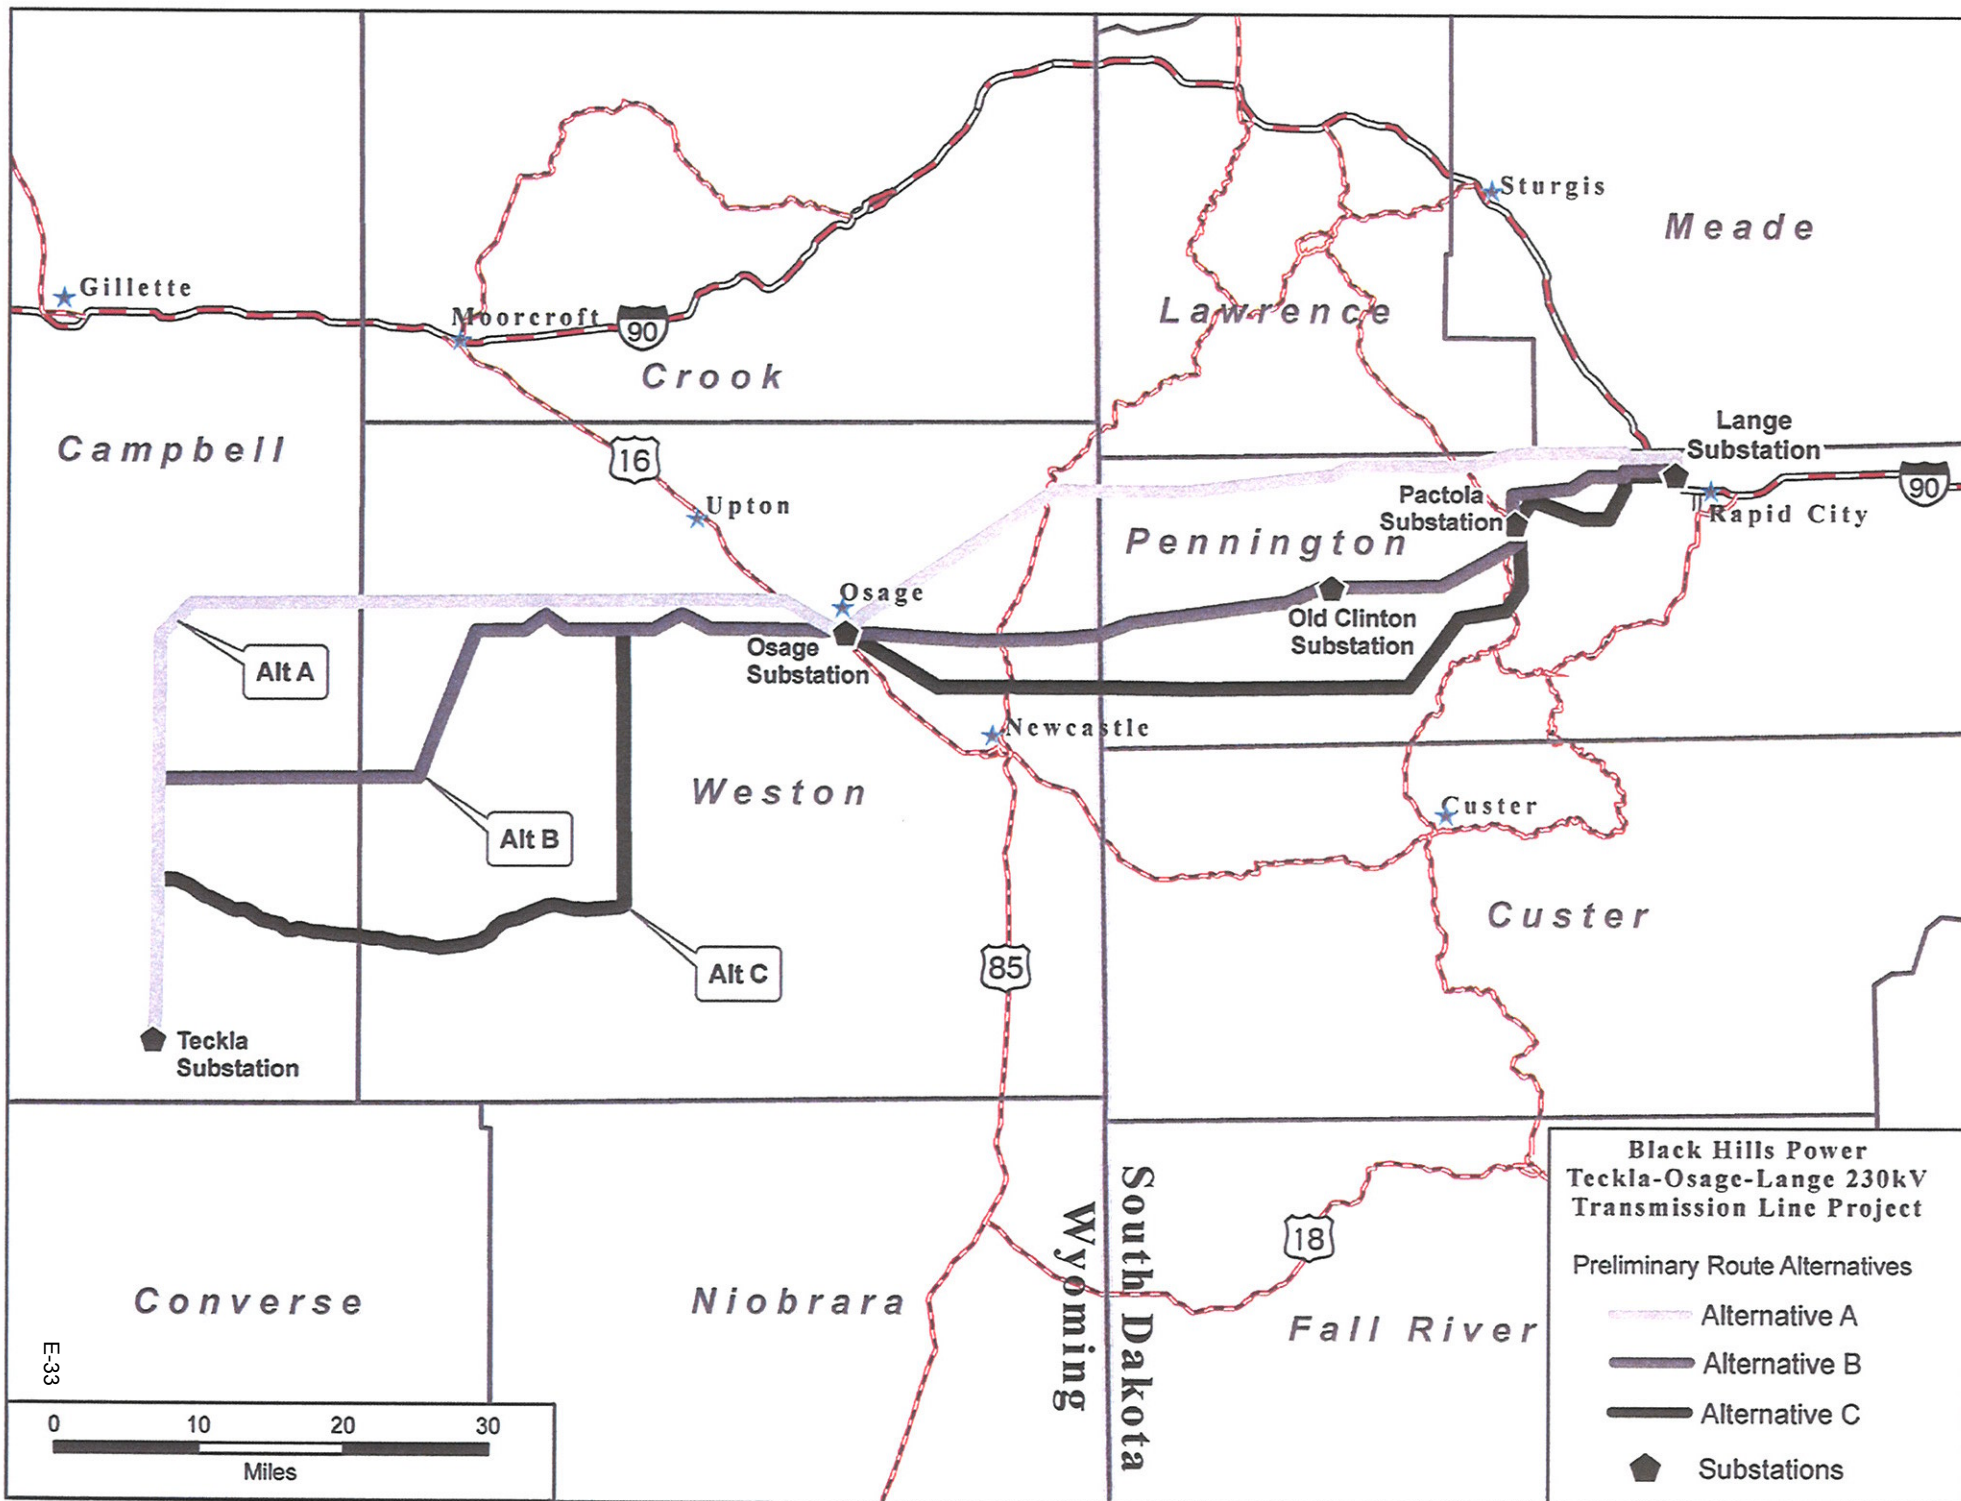 Sturgis
Meade
Gillette
Lawrence
Moorcroft
90
Crook
Lange
Substation
Campbell
16
Upton
Pactola
Substation
90
Rapid City
Pennington
Osage
Old Clinton
Substation
Osage
Substation
Alt A
Newcastle
Weston
Custer
Alt B
Custer
85
Alt C
Teckla
Substation
South Dakota
Wyoming
18
Converse
Niobrara
Fall River
Black Hills Power
Teckla-Osage-Lange 230kV
Transmission Line Project
Preliminary Route Alternatives
Alternative A
Alternative B
Alternative C
Substations
E-33
0 10 20 30
Miles